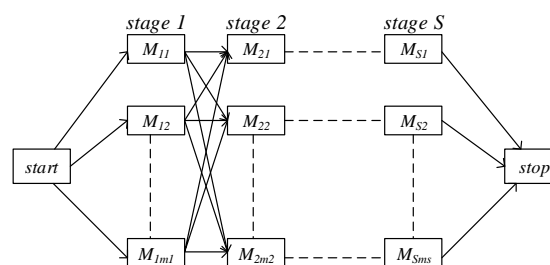 stage 1 stage 2 stage S
M11 M21 MS1
M12 M22 MS2
start stop
M1m1 M2m2 MSms